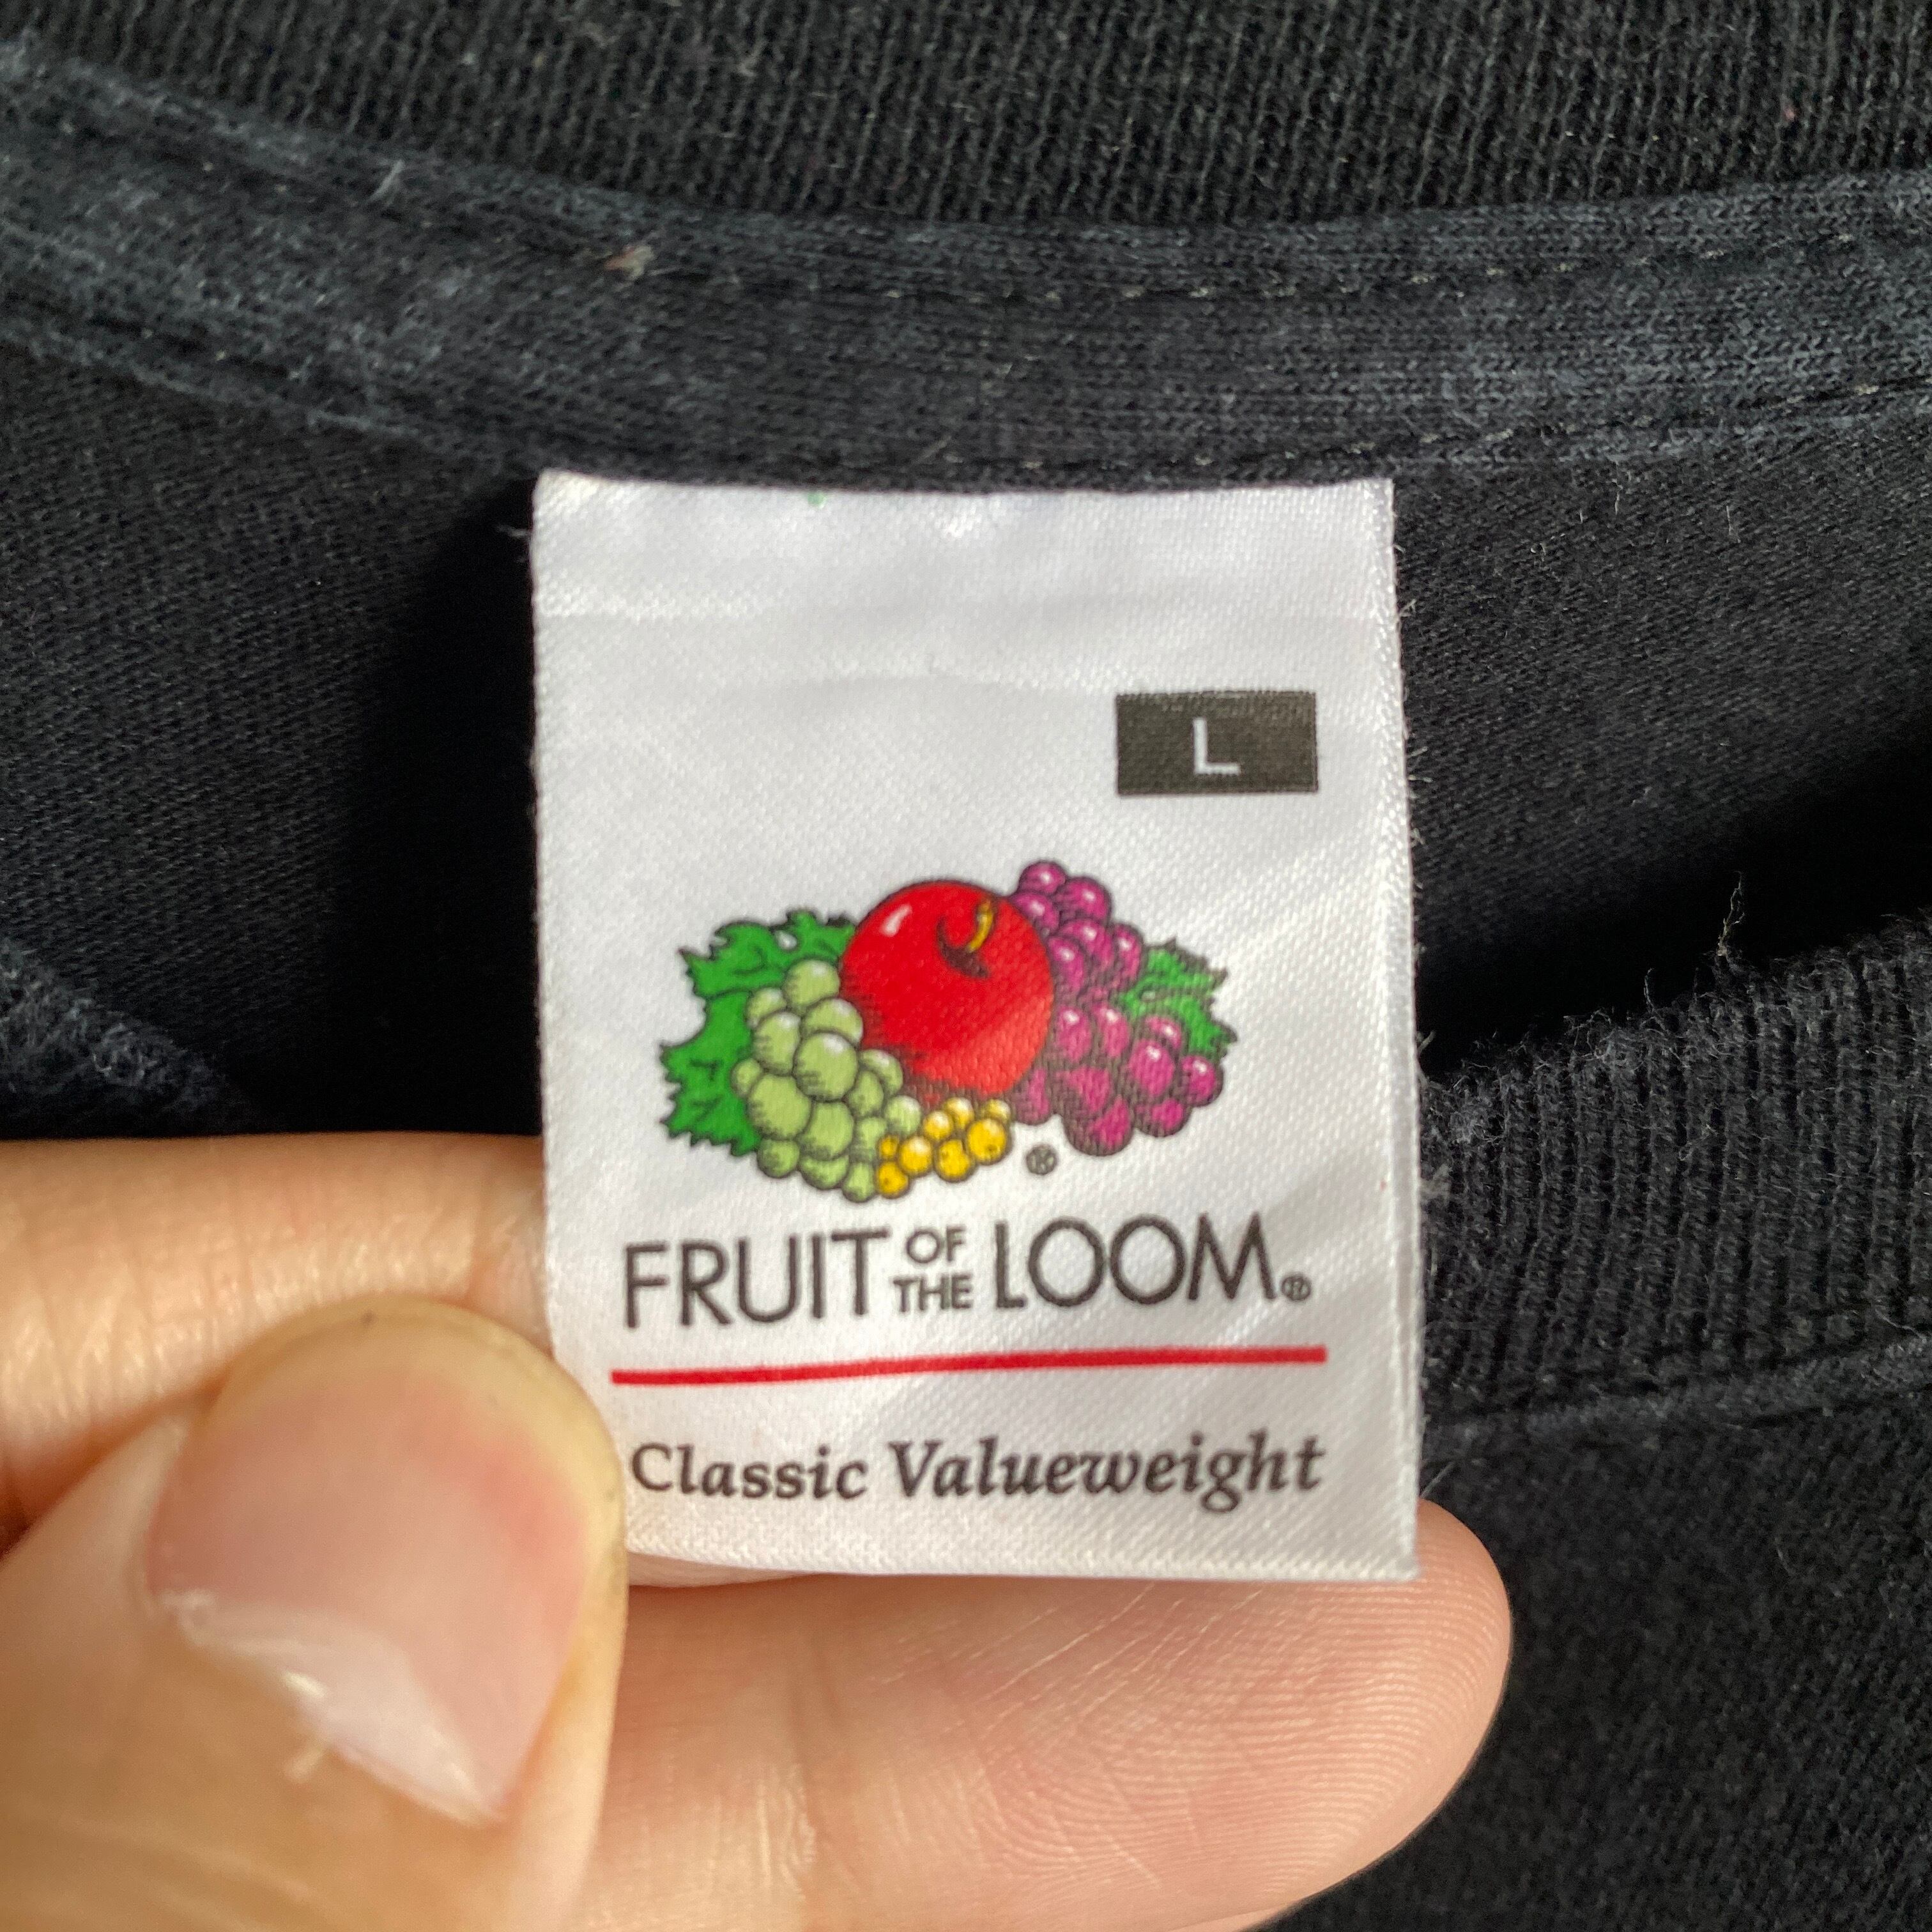 L
®
FRUIT OF THE LOOM®
Classic Valueweight